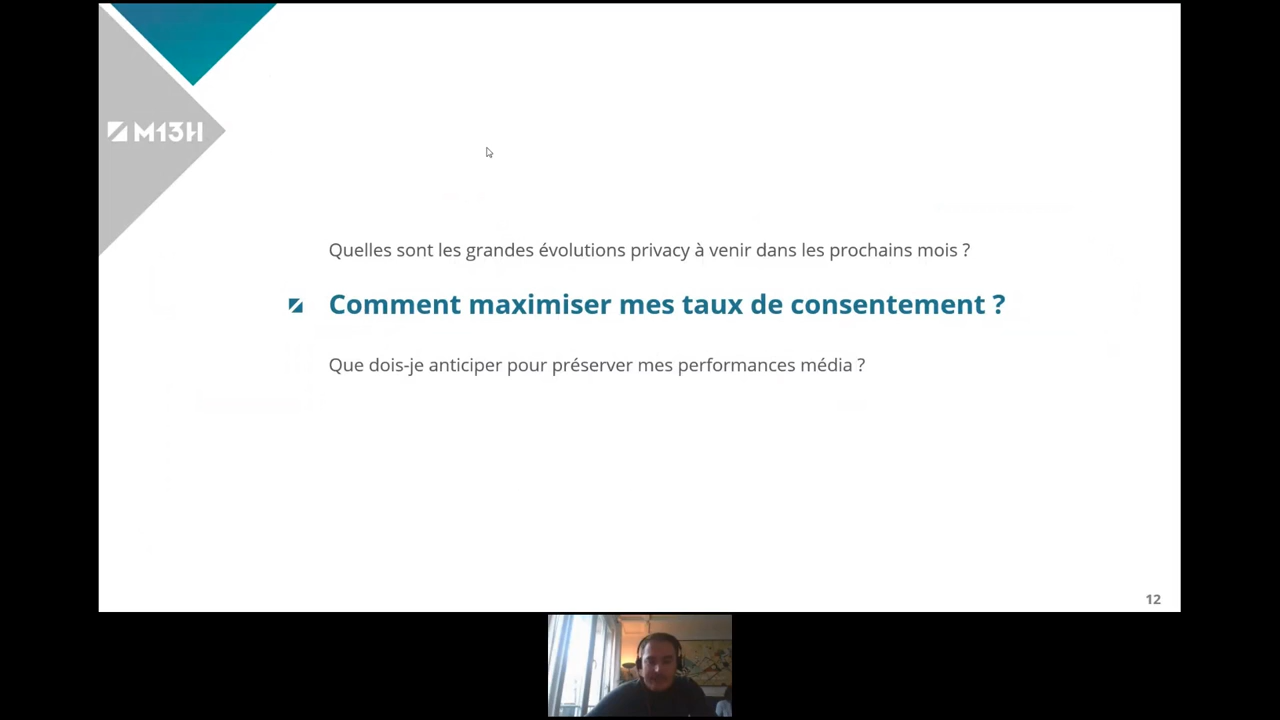 M13H
Quelles sont les grandes évolutions privacy à venir dans les prochains mois ?
Comment maximiser mes taux de consentement ?
Que dois-je anticiper pour préserver mes performances média ?
12